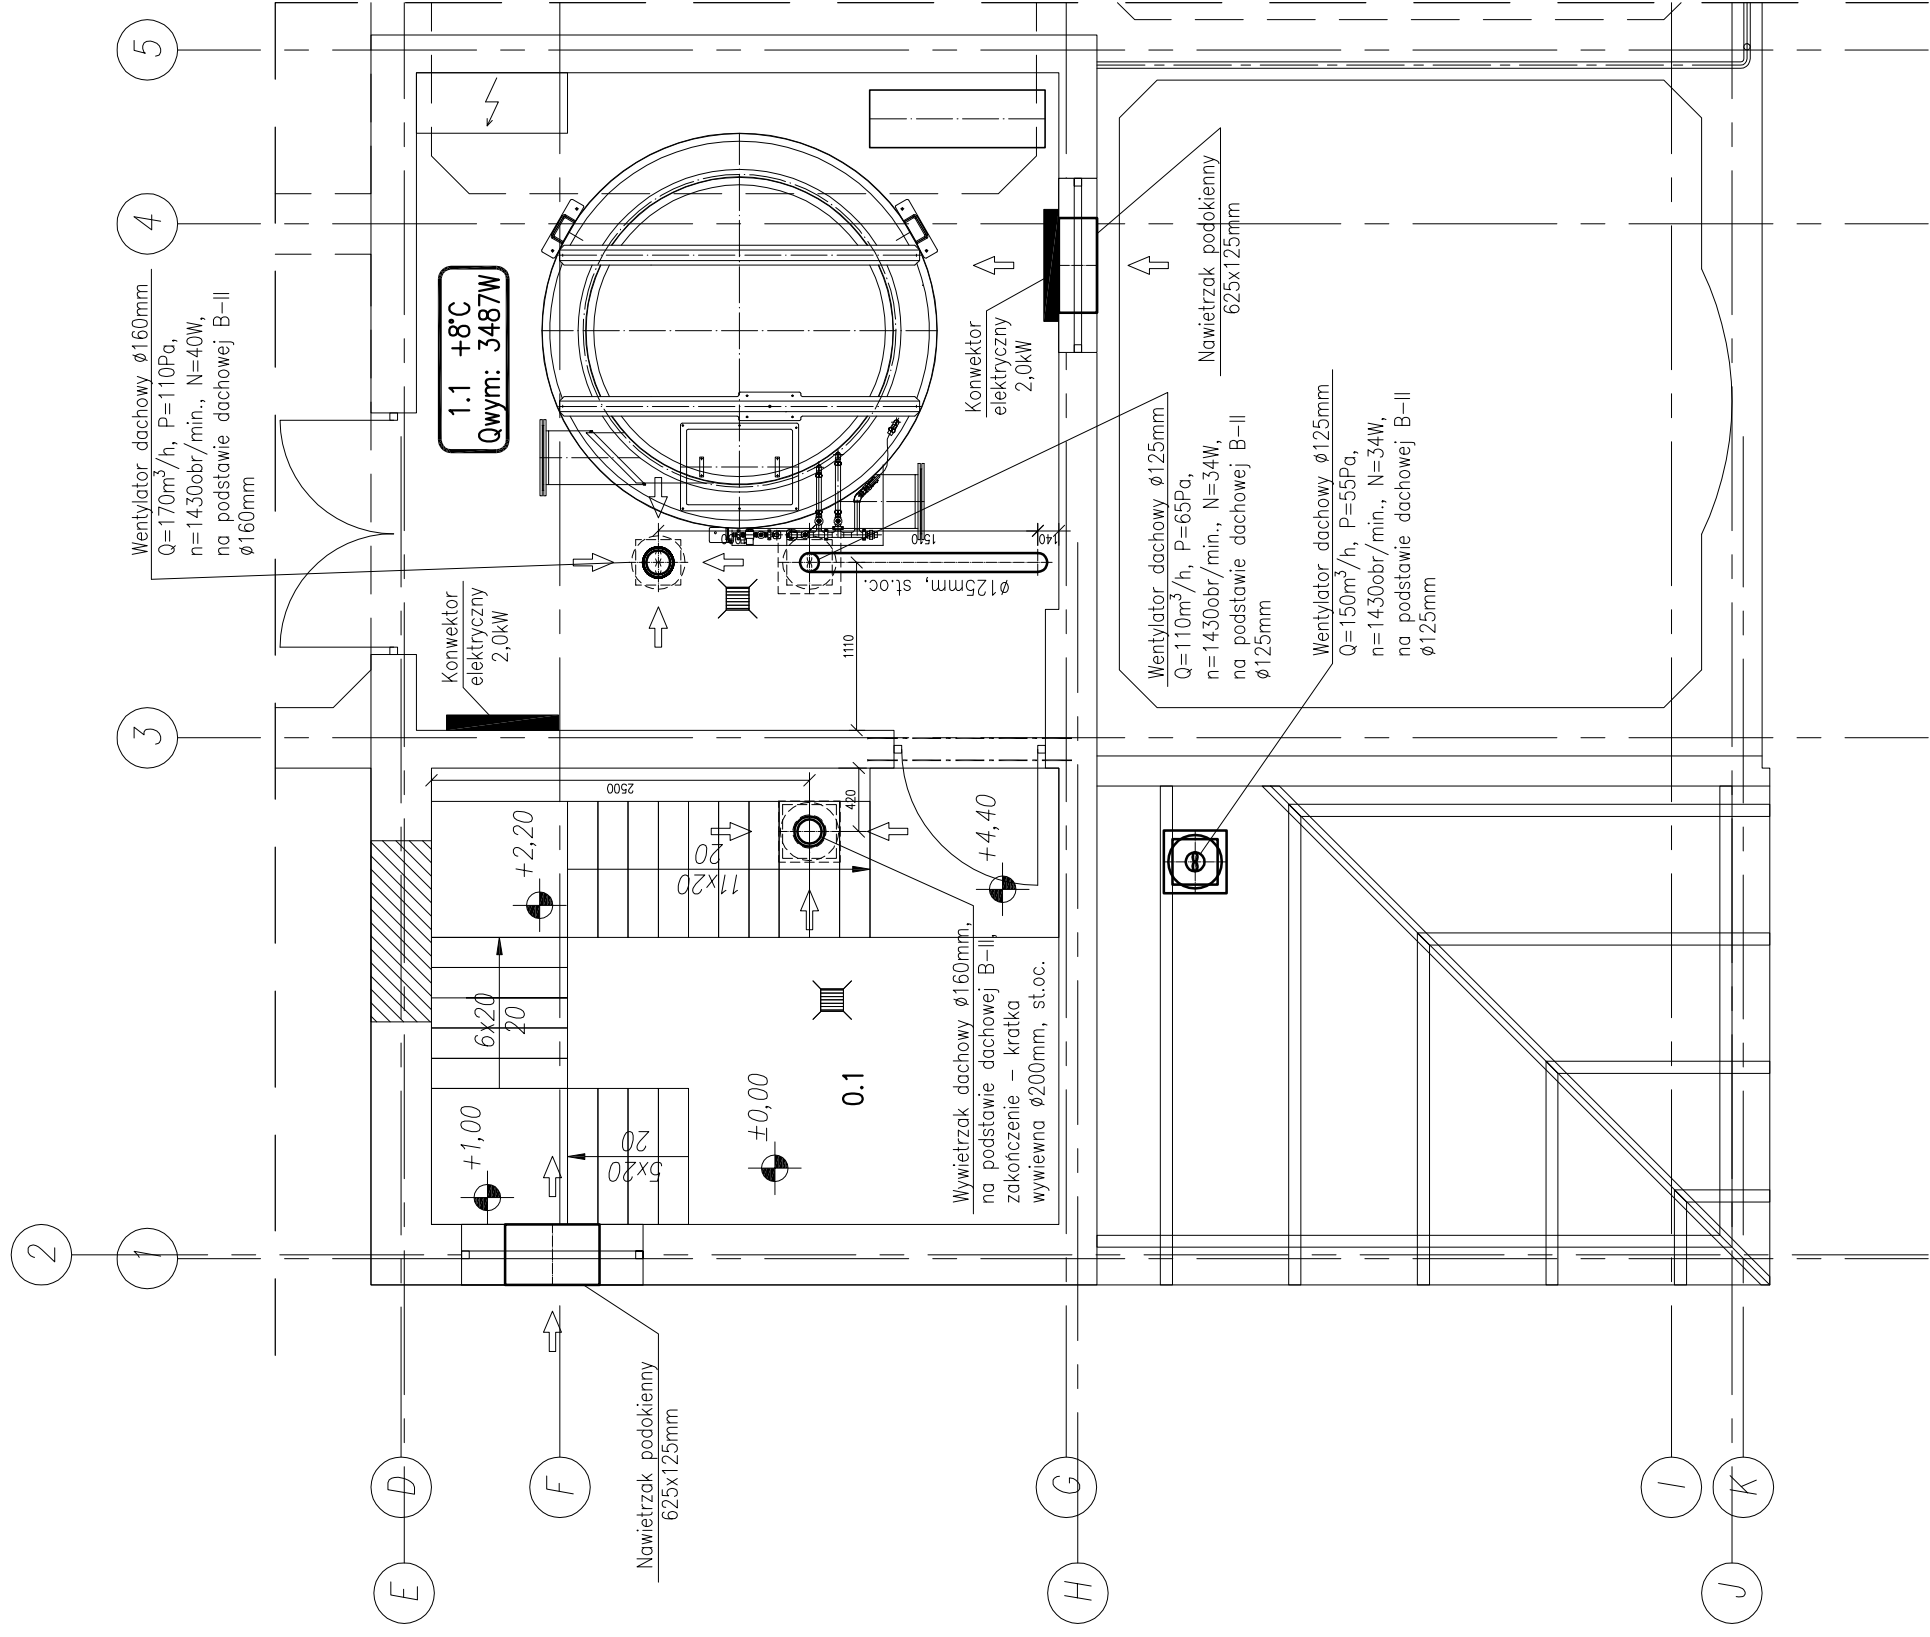 5
4
3
2
1
Wentylator dachowy ø160mm
Q=170m³/h, P=110Pa,
n=1430obr/min., N=40W,
na podstawie dachowej B-II
ø160mm
1.1 +8°C
Qwym: 3487W
Konwektor
elektryczny
2,0kW
Nawietrzak podokienny
625x125mm
Konwektor
elektryczny
2,0kW
ø125mm, st.oc.
1110
1510
140
Wentylator dachowy ø125mm
Q=110m³/h, P=65Pa,
n=1430obr/min., N=34W,
na podstawie dachowej B-II
ø125mm
Wentylator dachowy ø125mm
Q=150m³/h, P=55Pa,
n=1430obr/min., N=34W,
na podstawie dachowej B-II
ø125mm
2500
420
+2,20
11x20
20
+4,40
6x20
20
+1,00
5x20
20
±0,00
0.1
Wywietrzak dachowy ø160mm,
na podstawie dachowej B-II,
zakończenie - kratka
wywiewna ø200mm, st.oc.
Nawietrzak podokienny
625x125mm
D
E
F
G
H
I
K
J